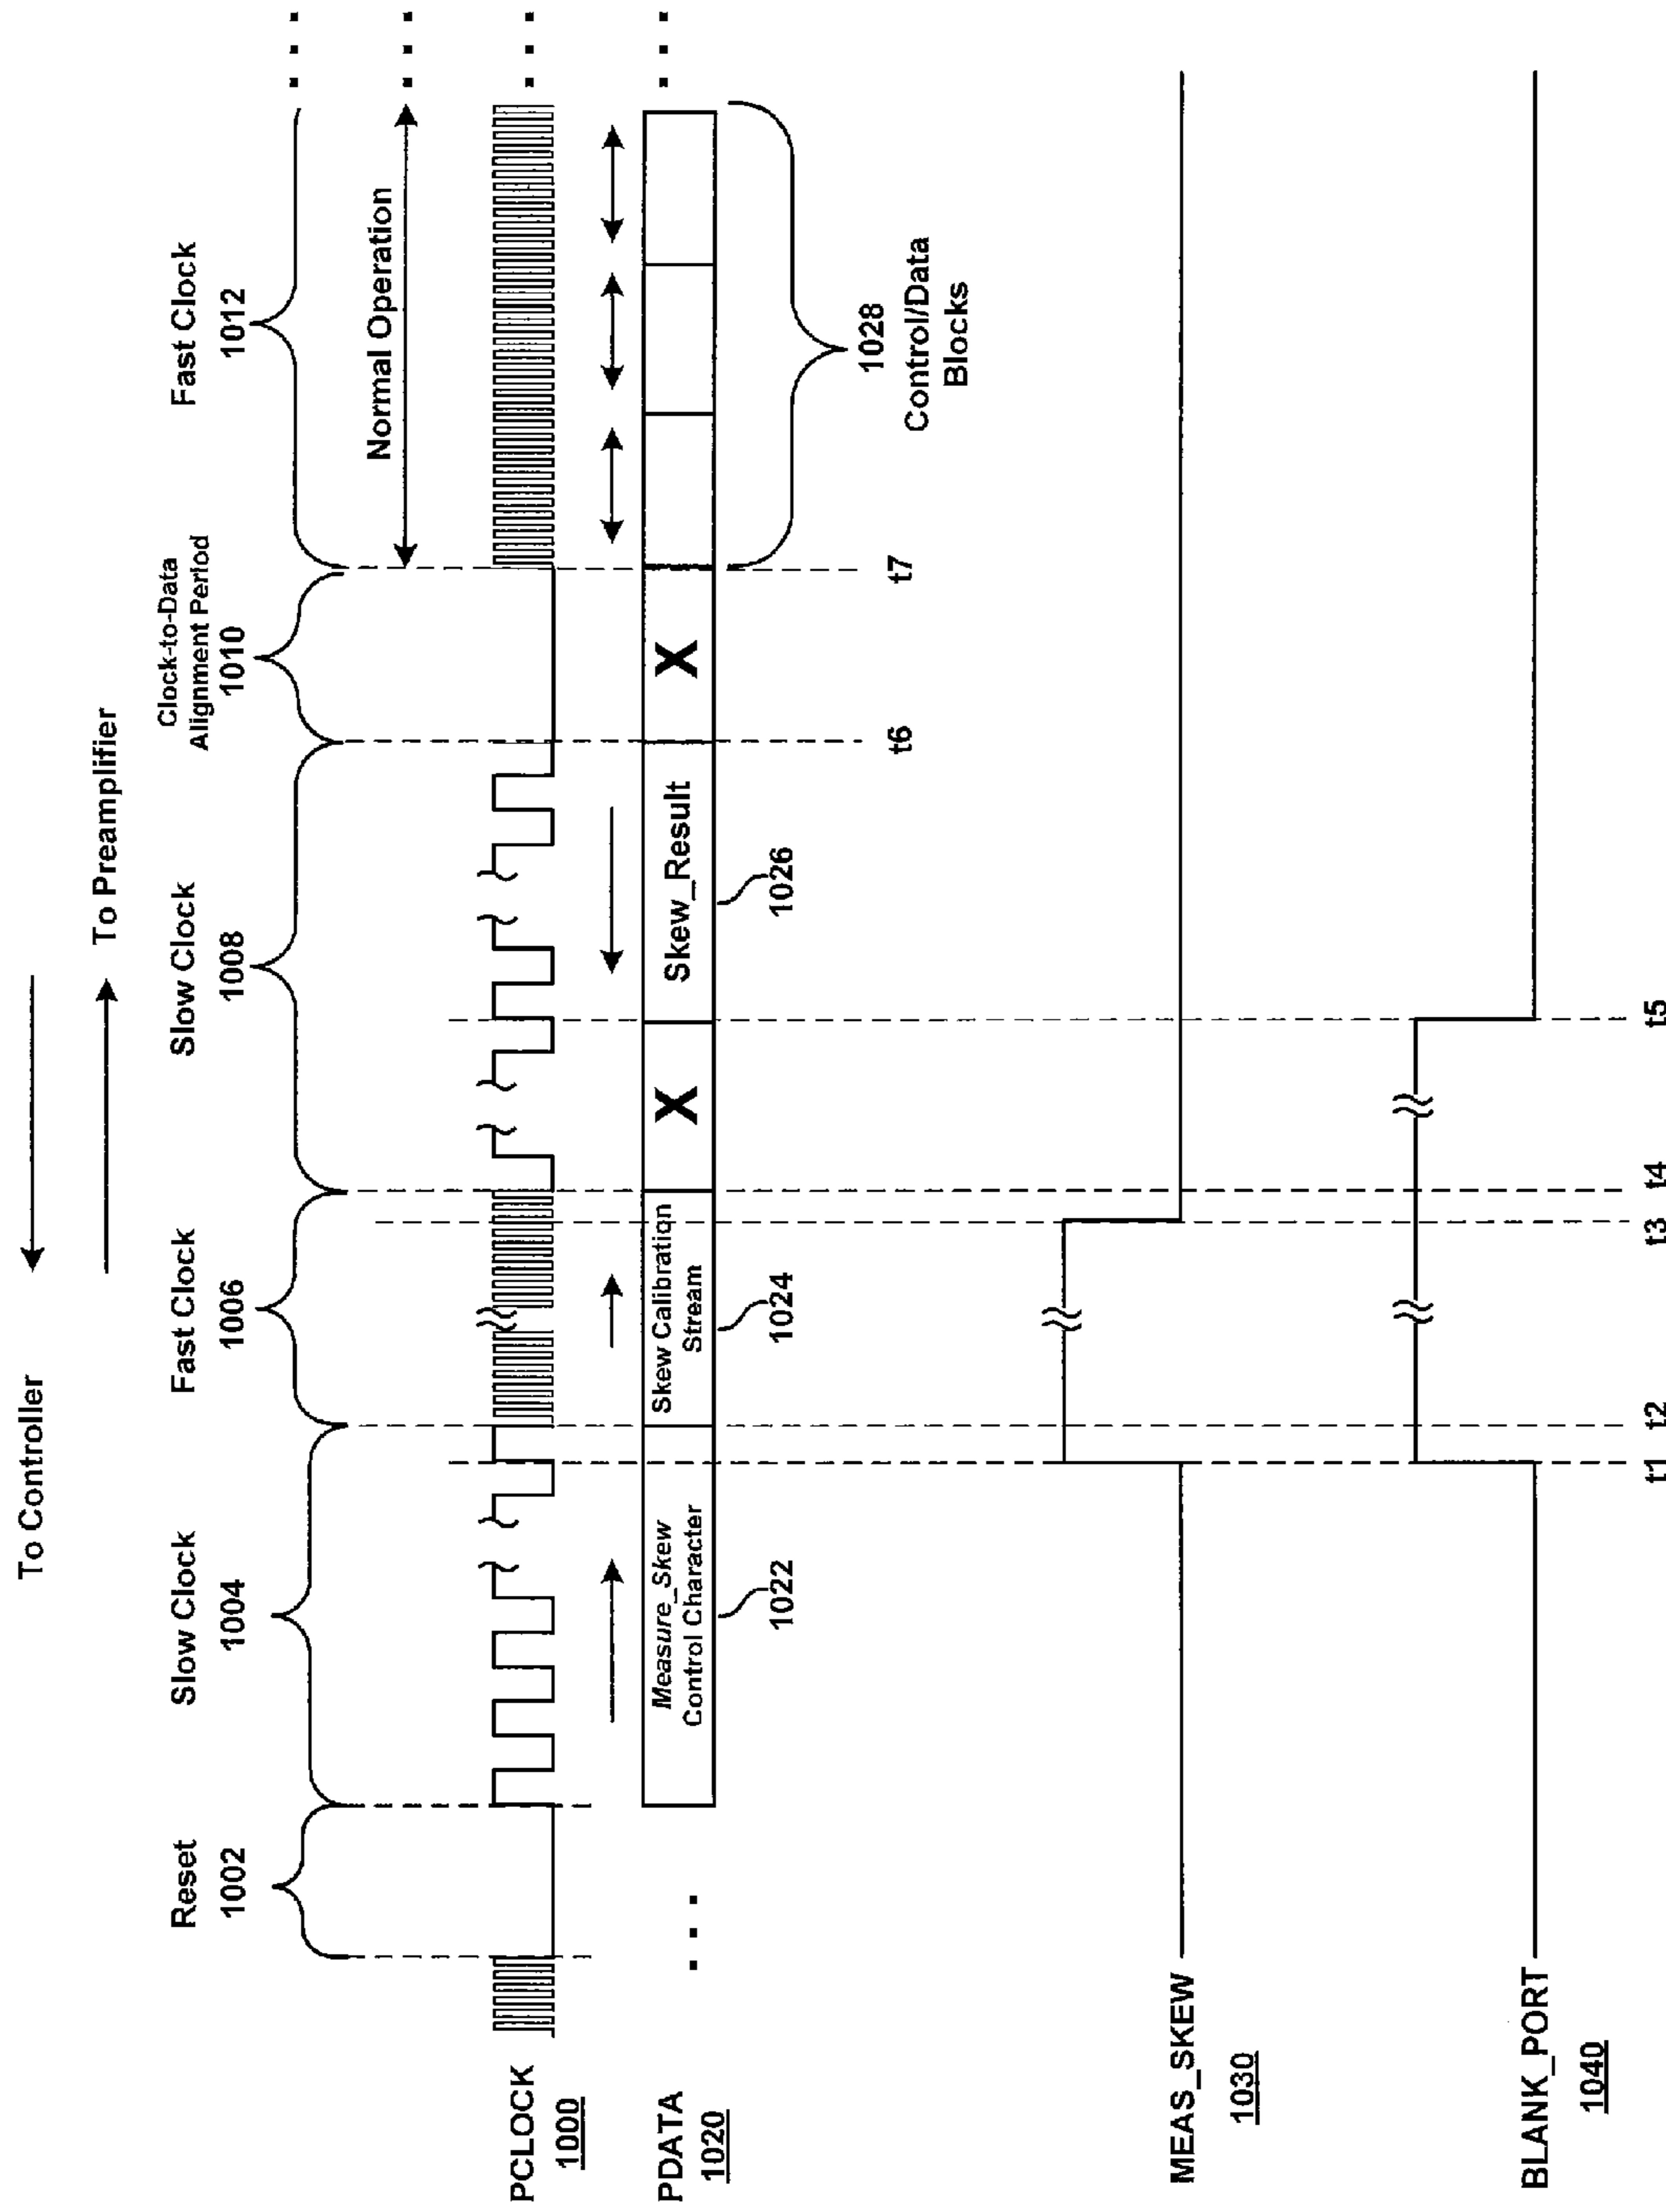 To Controller
To Preamplifier
Reset
1002
Slow Clock
1004
Fast Clock
1006
Slow Clock
1008
Clock-to-Data
Alignment Period
1010
Fast Clock
1012
. . .
Normal Operation
. . .
PCLOCK
1000
. . .
PDATA
1020
. . .
Measure_Skew
Control Character
1022
Skew Calibration
Stream
1024
X
Skew_Result
1026
X
. . .
1028
Control/Data
Blocks
t6
t7
MEAS_SKEW
1030
BLANK_PORT
1040
t1
t2
t3
t4
t5